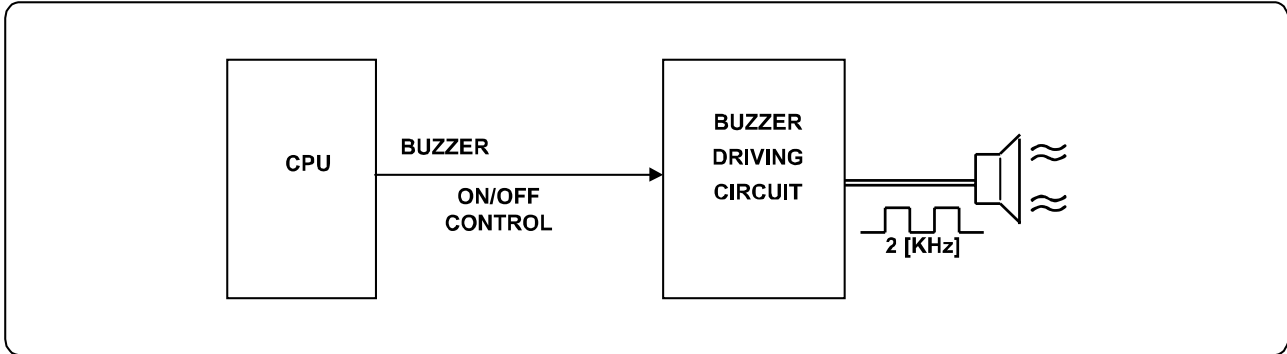 CPU
BUZZER
ON/OFF
CONTROL
BUZZER
DRIVING
CIRCUIT
2 [KHz]